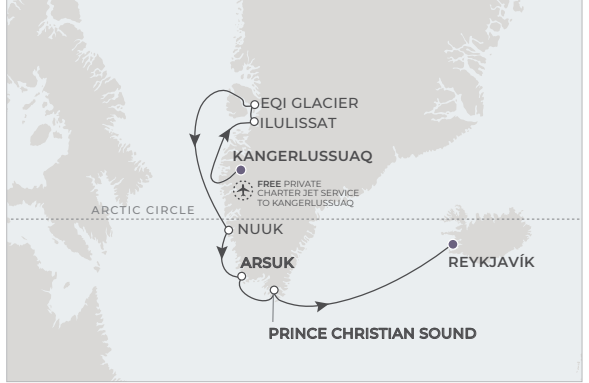 EQI GLACIER
ILULISSAT
KANGERLUSSUAQ
FREE PRIVATE
CHARTER JET SERVICE
TO KANGERLUSSUAQ
ARCTIC CIRCLE
NUUK
ARSUK
REYKJAVÍK
PRINCE CHRISTIAN SOUND